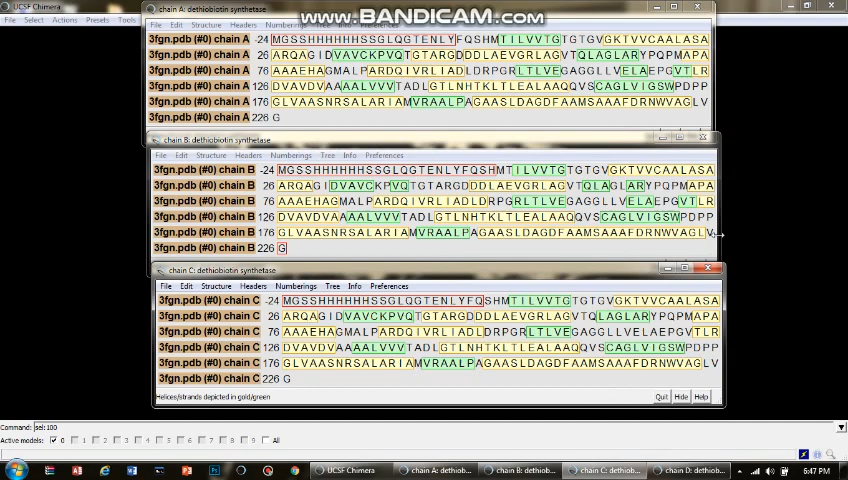 UCSF Chimera
File Select Actions Presets Tools
www.BANDICAM.com
chain A: dethiobiotin synthetase
File Edit Structure Headers Numberings Tree Info Preferences
3fgn.pdb (#0) chain A -24 MGSSHHHHHHSSGLQGTENLYFQSHMTILVVTGTGTGVGKTVVCAALASA
3fgn.pdb (#0) chain A 26 ARQAGIDVAVCKPVQTGTARGDDDLAEVGRLAGVTQLAGLARYPQPMAPA
3fgn.pdb (#0) chain A 76 AAAEHAGMALPARDQIVRLIADLDRPGRLTLVEGAGGLLVELAEPGVTLR
3fgn.pdb (#0) chain A 126 DVAVDVAAAALVVVTADLGTLNHTKLTLEALAAQQVSCAGLVIGSWPDPP
3fgn.pdb (#0) chain A 176 GLVAASNRSALARIAMVRAALPAGAASLDAGDFAAMSAAAFDRNWVAGLV
3fgn.pdb (#0) chain A 226 G
chain B: dethiobiotin synthetase
File Edit Structure Headers Numberings Tree Info Preferences
3fgn.pdb (#0) chain B -24 MGSSHHHHHHSSGLQGTENLYFQSHMTILVVTGTGTGVGKTVVCAALASA
3fgn.pdb (#0) chain B 26 ARQAGIDVAVCKPVQTGTARGDDDLAEVGRLAGVTQLAGLARYPQPMAPA
3fgn.pdb (#0) chain B 76 AAAEHAGMALPARDQIVRLIADLDRPGRLTLVEGAGGLLVELAEPGVTLR
3fgn.pdb (#0) chain B 126 DVAVDVAAAALVVVTADLGTLNHTKLTLEALAAQQVSCAGLVIGSWPDPP
3fgn.pdb (#0) chain B 176 GLVAASNRSALARIAMVRAALPAGAASLDAGDFAAMSAAAFDRNWVAGLV
3fgn.pdb (#0) chain B 226 G
chain C: dethiobiotin synthetase
File Edit Structure Headers Numberings Tree Info Preferences
3fgn.pdb (#0) chain C -24 MGSSHHHHHHSSGLQGTENLYFQSHMTILVVTGTGTGVGKTVVCAALASA
3fgn.pdb (#0) chain C 26 ARQAGIDVAVCKPVQTGTARGDDDLAEVGRLAGVTQLAGLARYPQPMAPA
3fgn.pdb (#0) chain C 76 AAAEHAGMALPARDQIVRLIADLDRPGRLTLVEGAGGLLVELAEPGVTLR
3fgn.pdb (#0) chain C 126 DVAVDVAAAALVVVTADLGTLNHTKLTLEALAAQQVSCAGLVIGSWPDPP
3fgn.pdb (#0) chain C 176 GLVAASNRSALARIAMVRAALPAGAASLDAGDFAAMSAAAFDRNWVAGLV
3fgn.pdb (#0) chain C 226 G
Helices/strands depicted in gold/green Quit Hide Help
Command: sel:100
Active models: 0 1 2 3 4 5 6 7 8 9 All
UCSF Chimera chain A: dethiob... chain B: dethiob... chain C: dethiob... chain D: dethiob... 6:47 PM